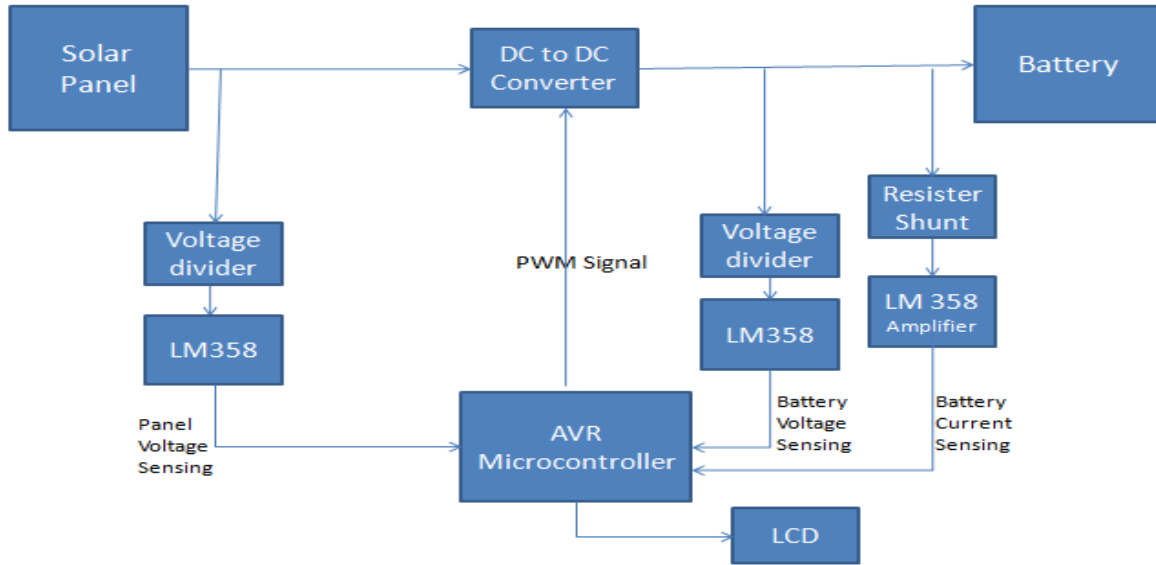 Solar
Panel
DC to DC
Converter
Battery
Voltage
divider
PWM Signal
Voltage
divider
Resister
Shunt
LM358
LM358
LM 358
Amplifier
Panel
Voltage
Sensing
AVR
Microcontroller
Battery
Voltage
Sensing
Battery
Current
Sensing
LCD